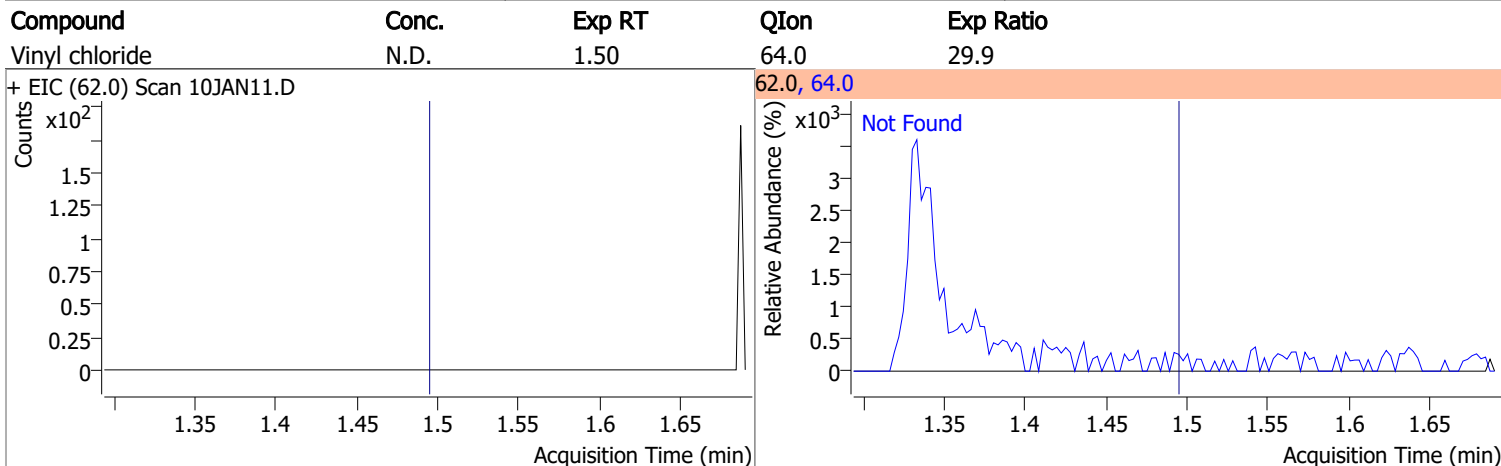 Compound Conc. Exp RT QIon Exp Ratio
Vinyl chloride N.D. 1.50 64.0 29.9
+ EIC (62.0) Scan 10JAN11.D
Counts
x10²
1.5
1.25
1
0.75
0.5
0.25
0
1.35 1.4 1.45 1.5 1.55 1.6 1.65
Acquisition Time (min)
62.0, 64.0
Relative Abundance (%)
x10³
Not Found
3
2.5
2
1.5
1
0.5
0
1.35 1.4 1.45 1.5 1.55 1.6 1.65
Acquisition Time (min)